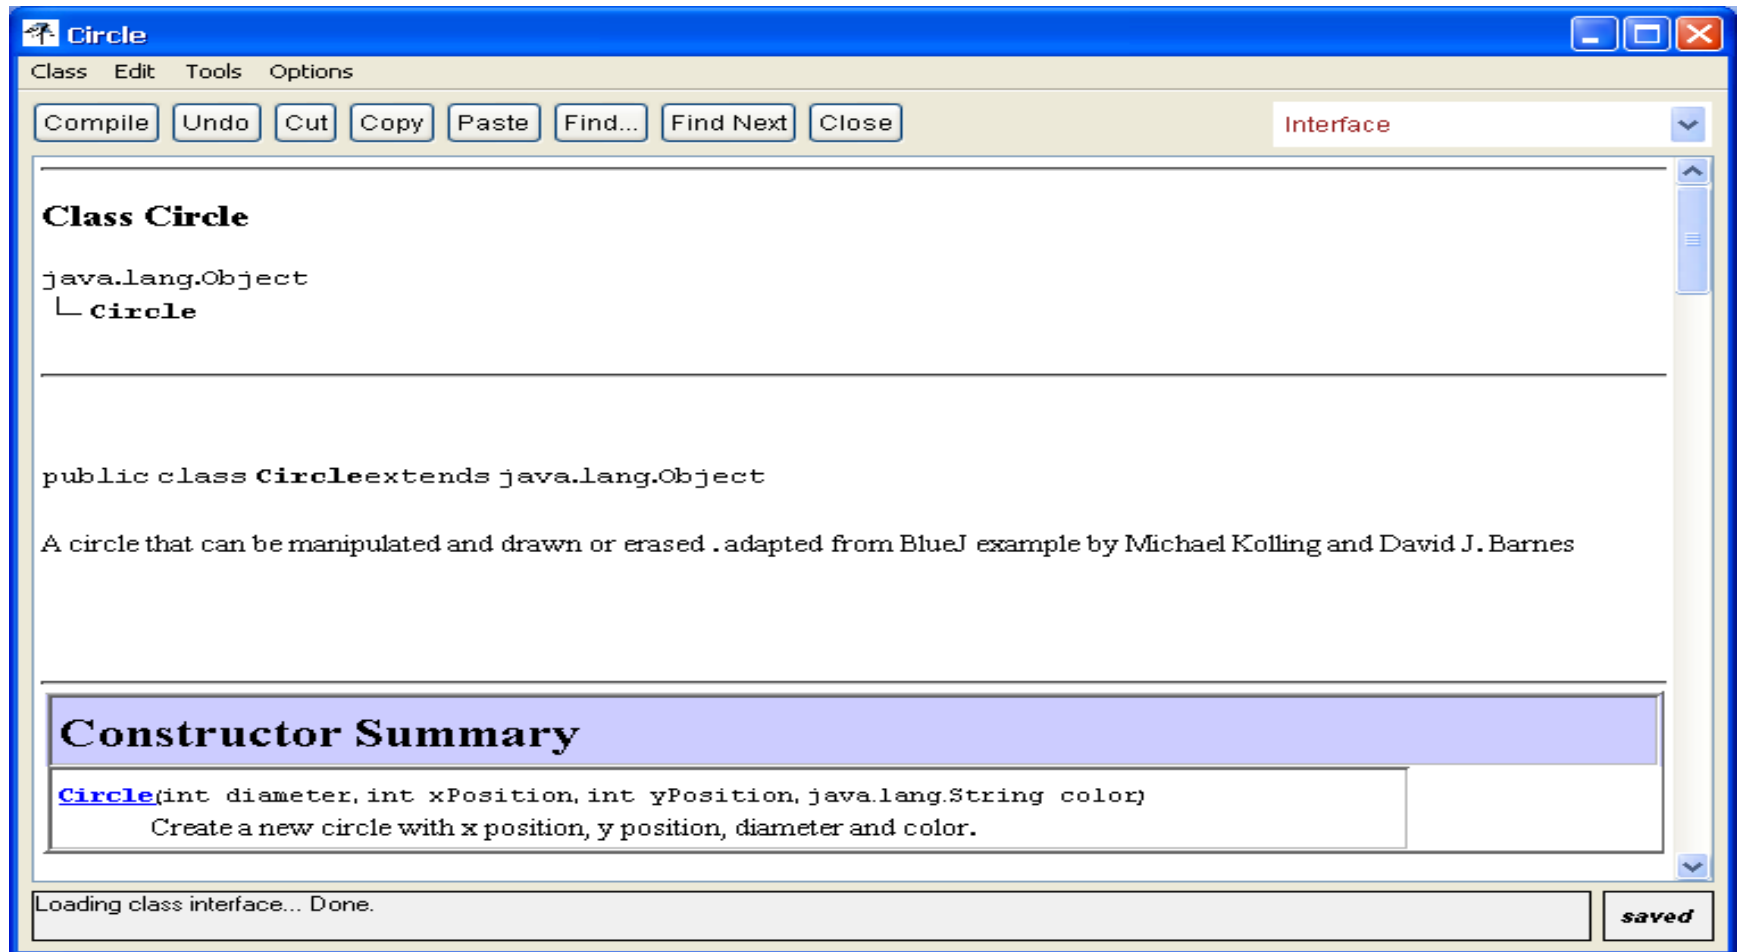 Circle
Class Edit Tools Options
Compile Undo Cut Copy Paste Find... Find Next Close Interface
Class Circle
java.lang.Object
Circle
public class Circleextends java.lang.Object
A circle that can be manipulated and drawn or erased . adapted from BlueJ example by Michael Kolling and David J. Barnes
Constructor Summary
Circle(int diameter, int xPosition, int yPosition, java.lang.String color)
Create a new circle with x position, y position, diameter and color.
Loading class interface... Done.
saved